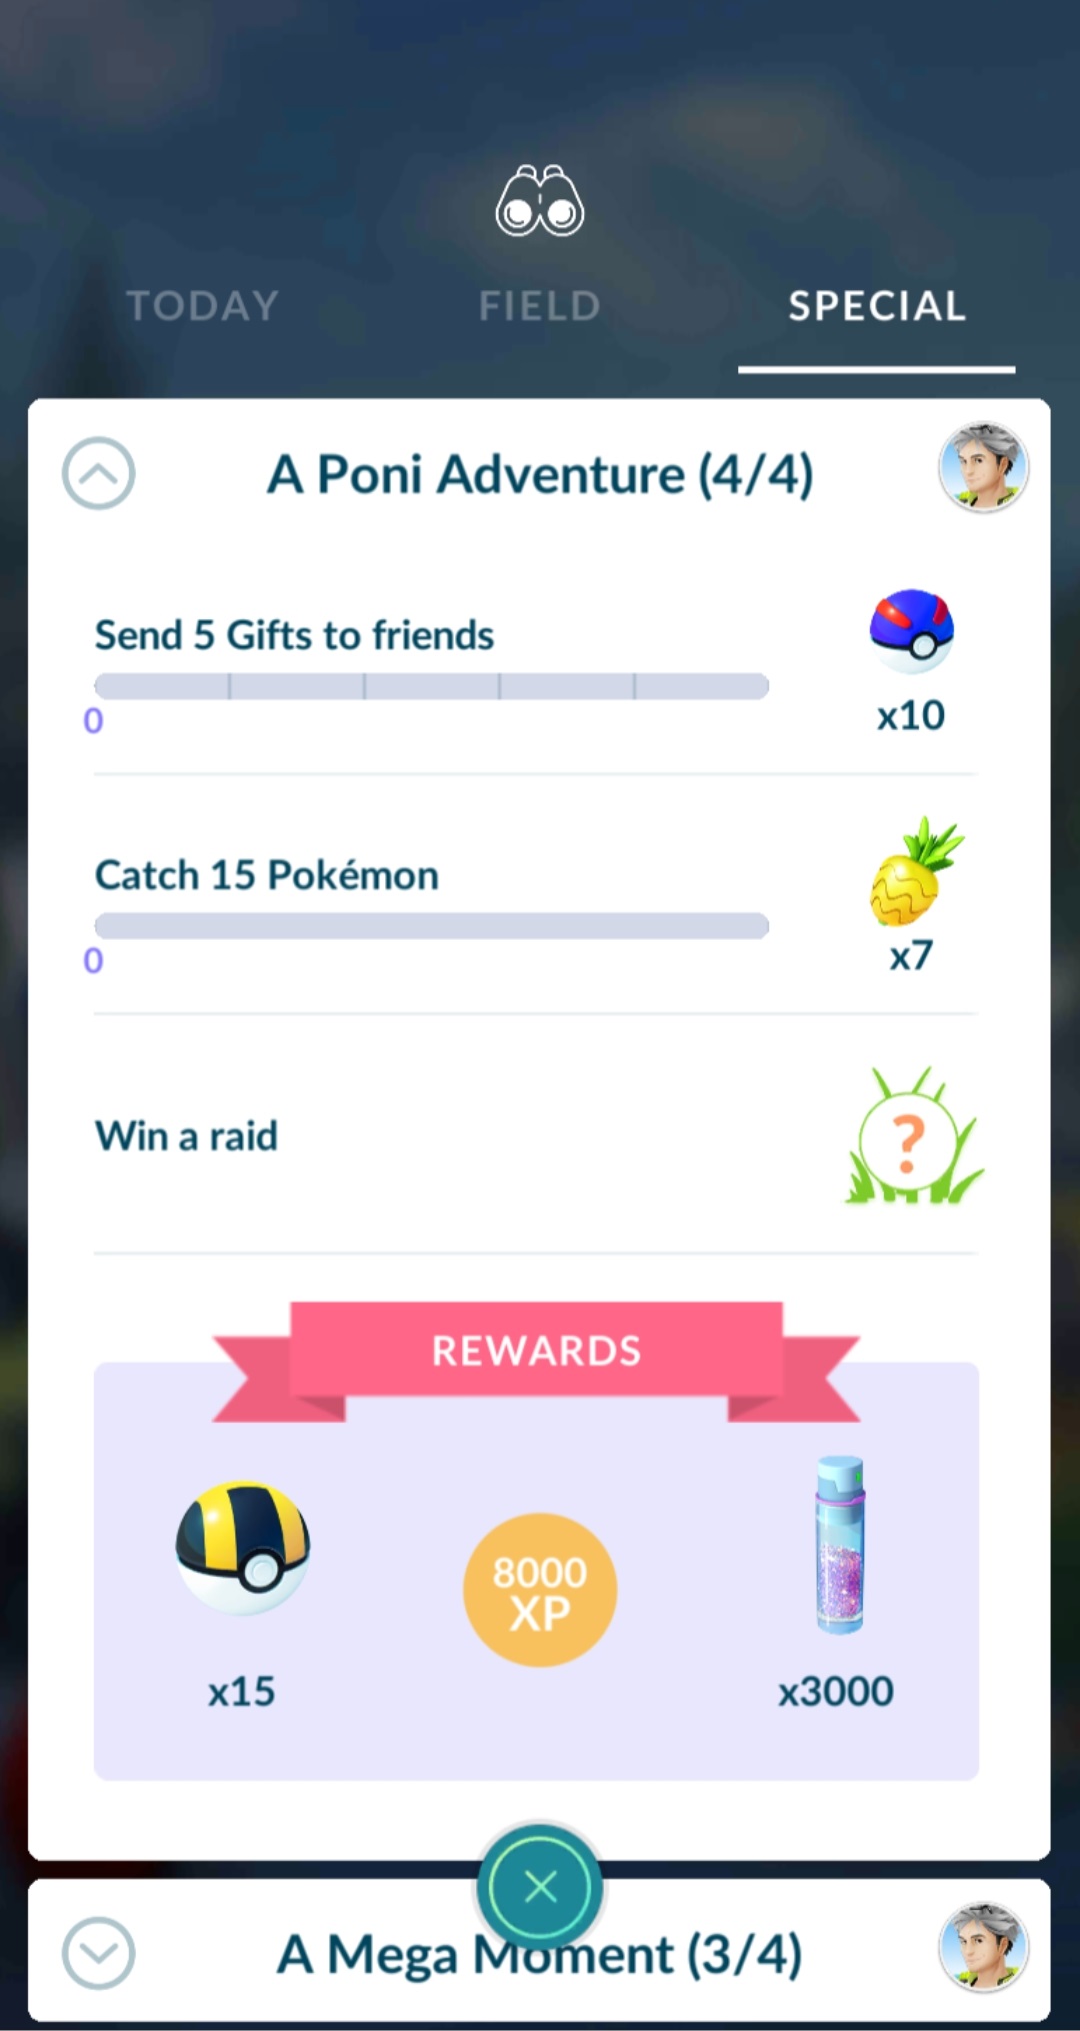 TODAY
FIELD
SPECIAL
A Poni Adventure (4/4)
Send 5 Gifts to friends
0
x10
Catch 15 Pokémon
0
x7
Win a raid
?
REWARDS
8000
XP
x15
x3000
A Mega Moment (3/4)